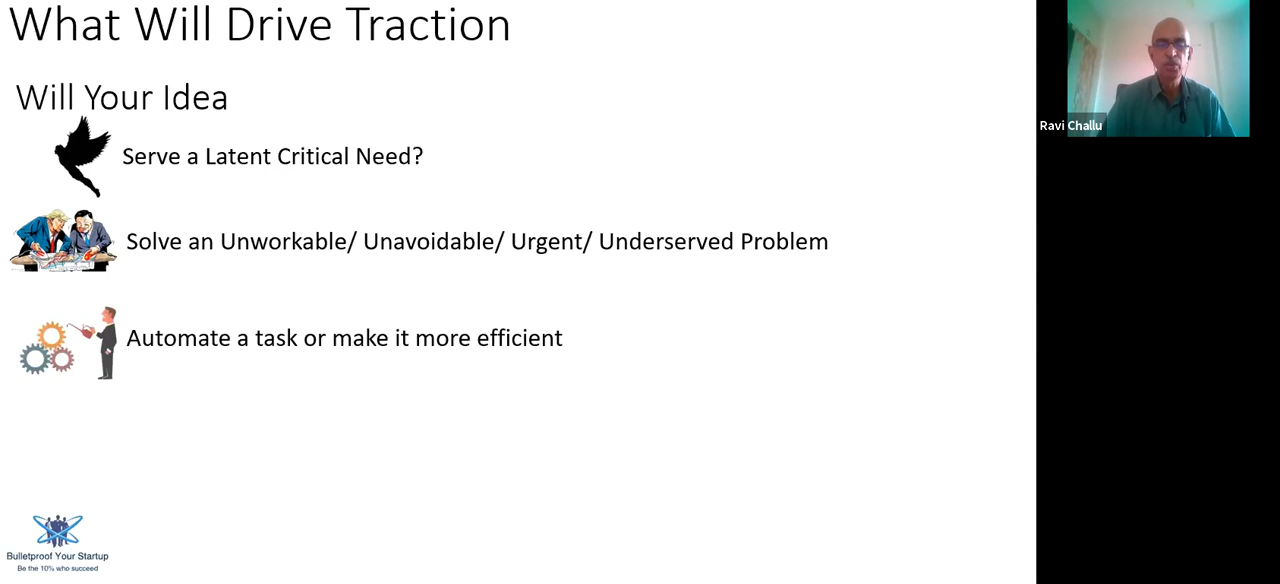 What Will Drive Traction
Will Your Idea
Serve a Latent Critical Need?
Solve an Unworkable/ Unavoidable/ Urgent/ Underserved Problem
Automate a task or make it more efficient
Bulletproof Your Startup
Be the 10% who succeed
Ravi Challu